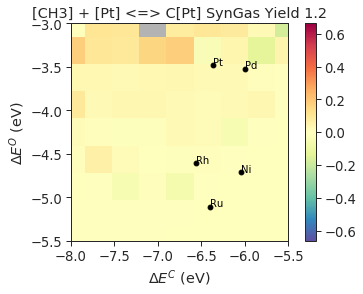 [CH3] + [Pt] <=> C[Pt] SynGas Yield 1.2
−3.0
−3.5
−4.0
−4.5
−5.0
−5.5
ΔE^O (eV)
Pt
Pd
Rh
Ni
Ru
−8.0 −7.5 −7.0 −6.5 −6.0 −5.5
ΔE^C (eV)
0.6
0.4
0.2
0.0
−0.2
−0.4
−0.6